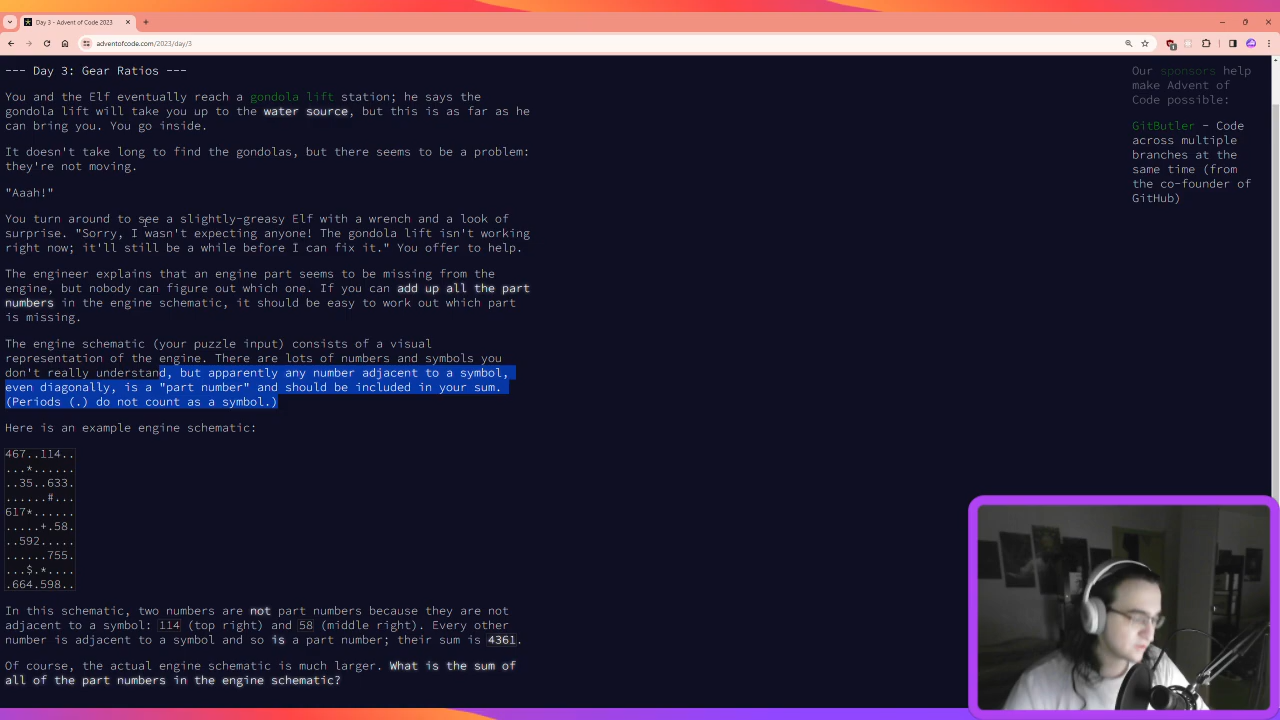 Day 3 - Advent of Code 2023
adventofcode.com/2023/day/3
--- Day 3: Gear Ratios ---
You and the Elf eventually reach a gondola lift station; he says the
gondola lift will take you up to the water source, but this is as far as he
can bring you. You go inside.
It doesn't take long to find the gondolas, but there seems to be a problem:
they're not moving.
"Aaah!"
You turn around to see a slightly-greasy Elf with a wrench and a look of
surprise. "Sorry, I wasn't expecting anyone! The gondola lift isn't working
right now; it'll still be a while before I can fix it." You offer to help.
The engineer explains that an engine part seems to be missing from the
engine, but nobody can figure out which one. If you can add up all the part
numbers in the engine schematic, it should be easy to work out which part
is missing.
The engine schematic (your puzzle input) consists of a visual
representation of the engine. There are lots of numbers and symbols you
don't really understand, but apparently any number adjacent to a symbol,
even diagonally, is a "part number" and should be included in your sum.
(Periods (.) do not count as a symbol.)
Here is an example engine schematic:
467..114..
...*......
..35..633.
......#...
617*......
.....+.58.
..592.....
......755.
...$.*....
.664.598..
In this schematic, two numbers are not part numbers because they are not
adjacent to a symbol: 114 (top right) and 58 (middle right). Every other
number is adjacent to a symbol and so is a part number; their sum is 4361.
Of course, the actual engine schematic is much larger. What is the sum of
all of the part numbers in the engine schematic?
Our sponsors help
make Advent of
Code possible:
GitButler - Code
across multiple
branches at the
same time (from
the co-founder of
GitHub)